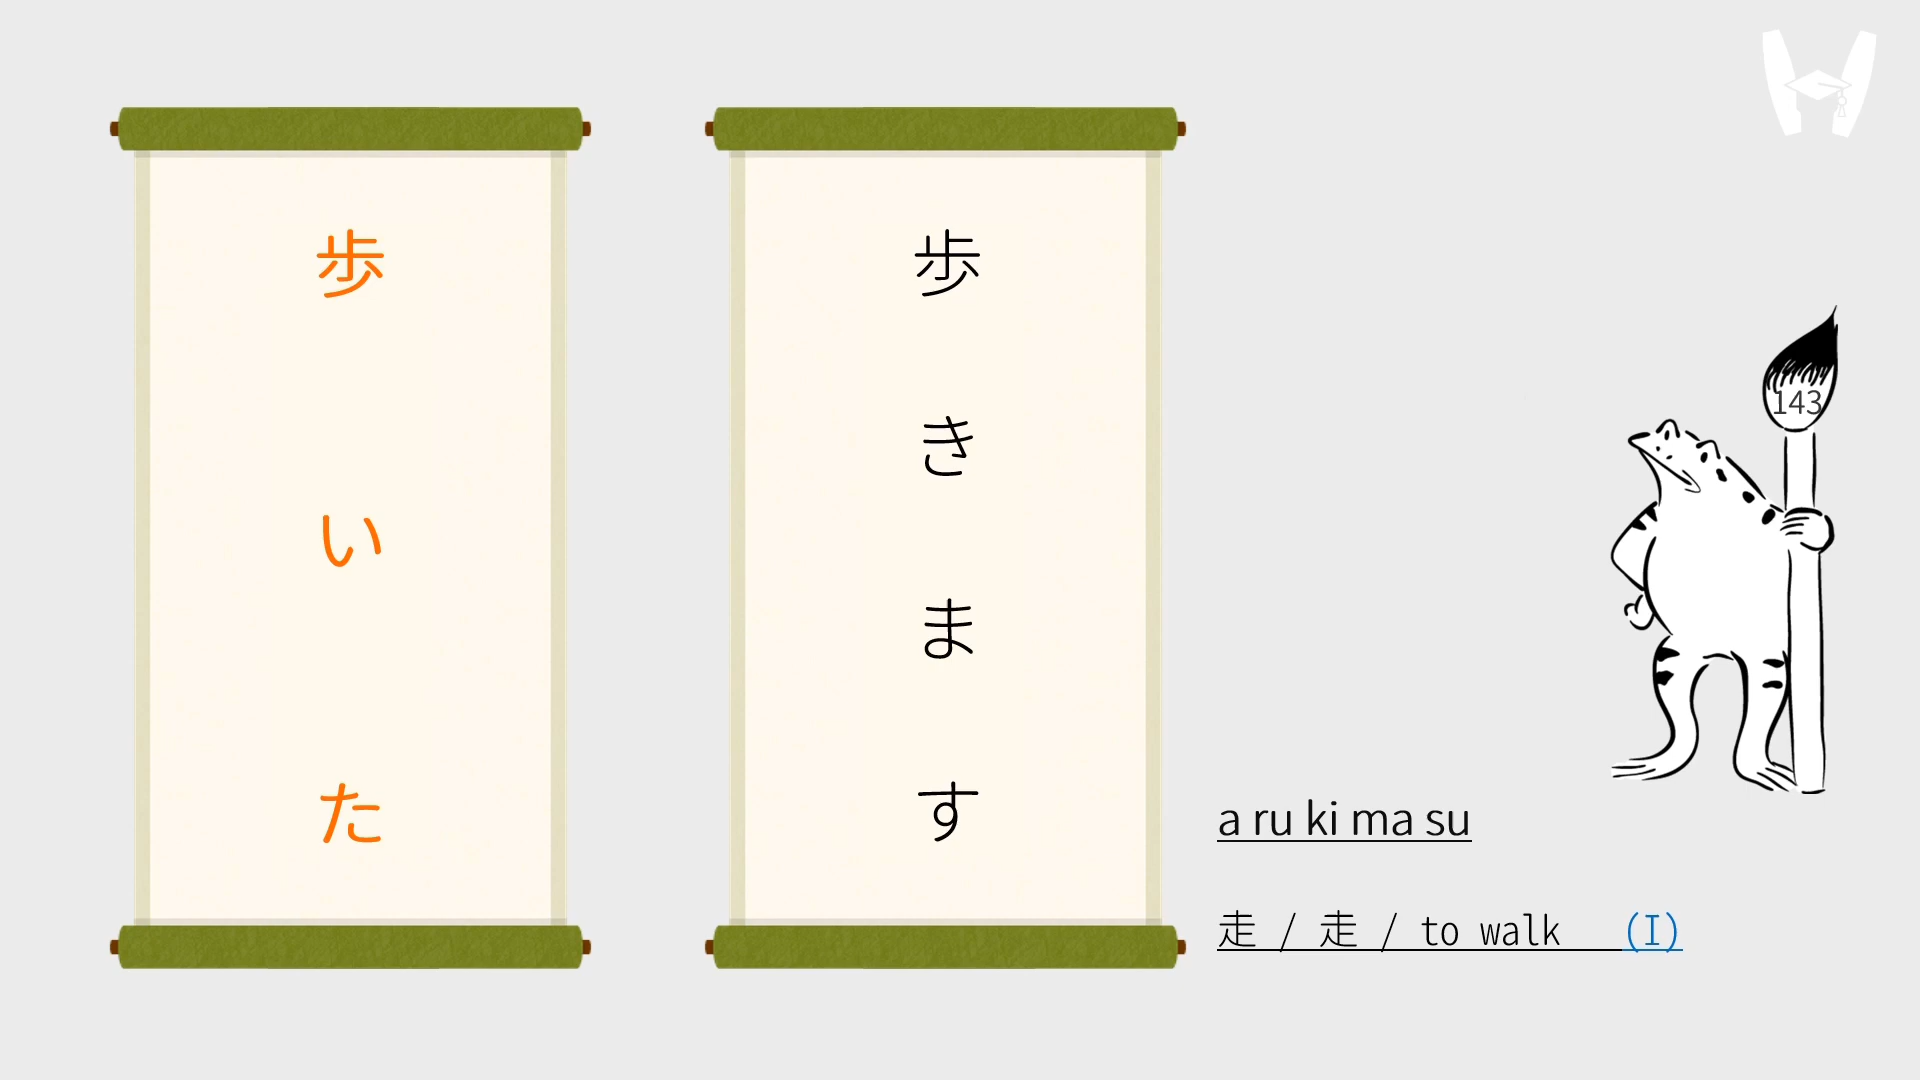 歩いた
歩きます
143
a ru ki ma su
走 / 走 / to walk (I)